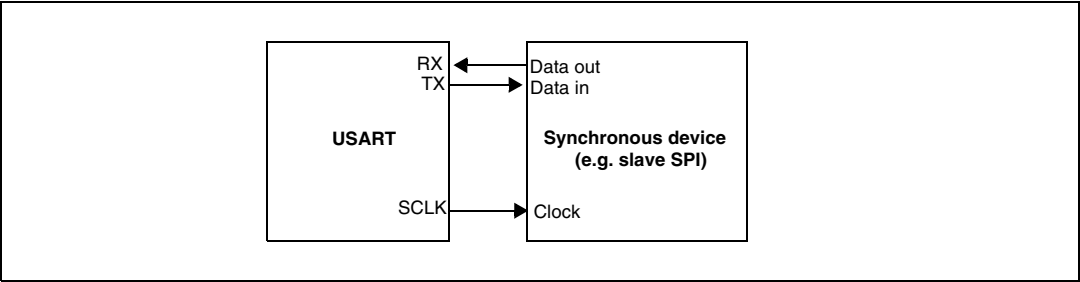 RX
Data out
TX
Data in
USART
Synchronous device
(e.g. slave SPI)
SCLK
Clock